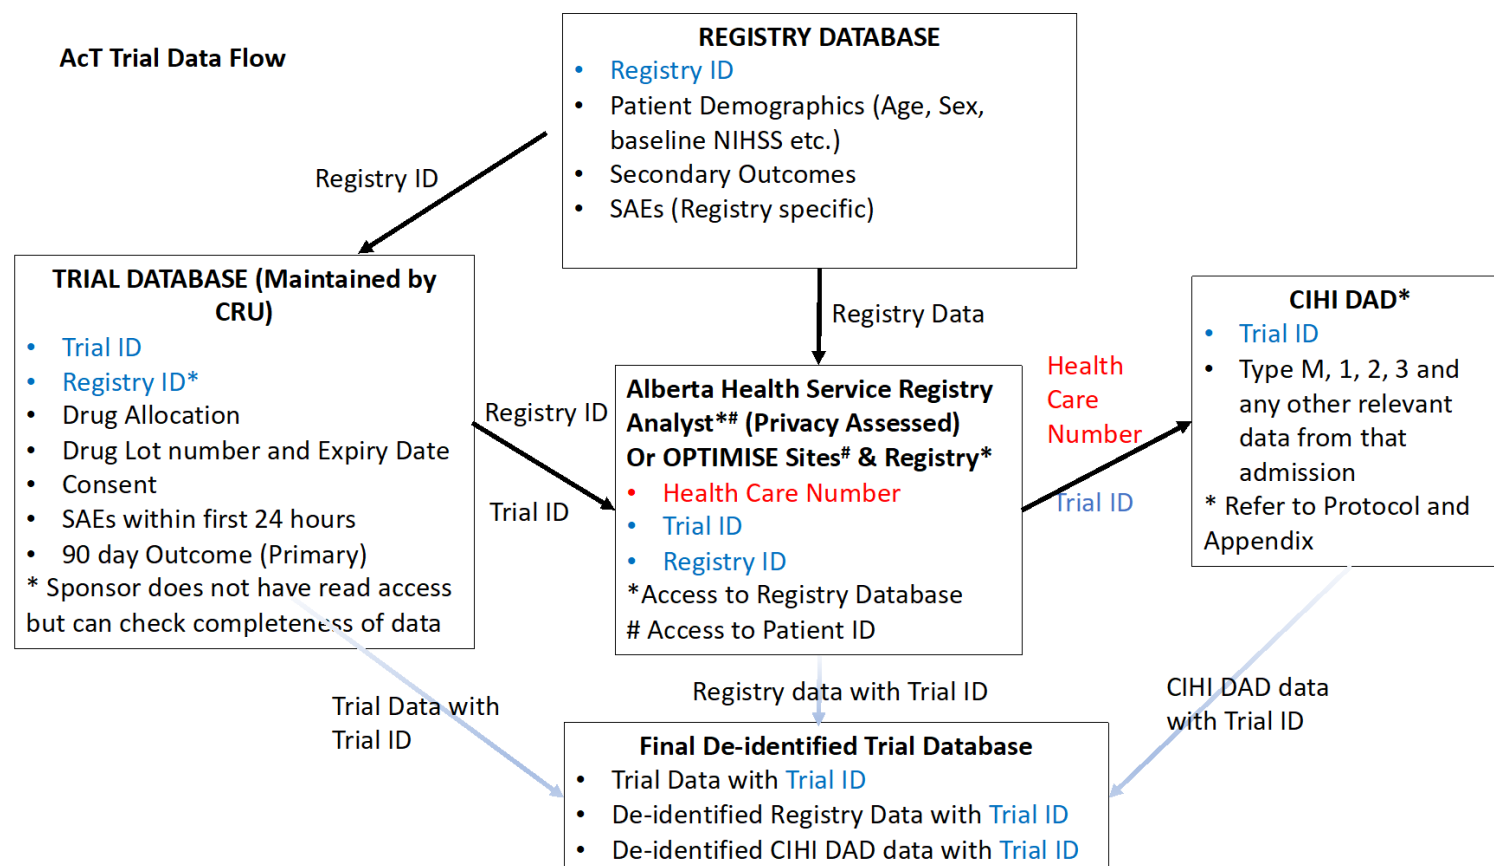 AcT Trial Data Flow
REGISTRY DATABASE
• Registry ID
• Patient Demographics (Age, Sex,
baseline NIHSS etc.)
• Secondary Outcomes
• SAEs (Registry specific)
Registry ID
TRIAL DATABASE (Maintained by
CRU)
• Trial ID
• Registry ID*
• Drug Allocation
• Drug Lot number and Expiry Date
• Consent
• SAEs within first 24 hours
• 90 day Outcome (Primary)
* Sponsor does not have read access
but can check completeness of data
Registry Data
Registry ID
Trial ID
Alberta Health Service Registry
Analyst*# (Privacy Assessed)
Or OPTIMISE Sites# & Registry*
• Health Care Number
• Trial ID
• Registry ID
*Access to Registry Database
# Access to Patient ID
Health
Care
Number
Trial ID
CIHI DAD*
• Trial ID
• Type M, 1, 2, 3 and
any other relevant
data from that
admission
* Refer to Protocol and
Appendix
Trial Data with
Trial ID
Registry data with Trial ID
CIHI DAD data
with Trial ID
Final De-identified Trial Database
• Trial Data with Trial ID
• De-identified Registry Data with Trial ID
• De-identified CIHI DAD data with Trial ID